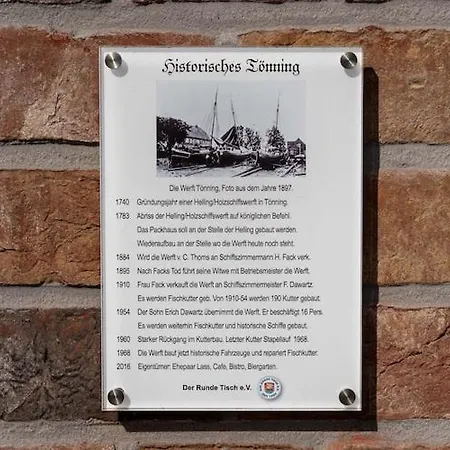 Historisches Tönning
Die Werft Tönning, Foto aus dem Jahre 1897.
1740 Gründungsjahr einer Helling/Holzschiffswerft in Tönning.
1783 Abriss der Helling/Holzschiffswerft auf königlichen Befehl.
Das Packhaus soll an der Stelle der Helling gebaut werden.
Wiederaufbau an der Stelle wo die Werft heute noch steht.
1884 Wird die Werft v. C. Thoms an Schiffszimmermann H. Fack verk.
1895 Nach Facks Tod führt seine Witwe mit Betriebsmeister die Werft.
1910 Frau Fack verkauft die Werft an Schiffszimmermeister F. Dawartz.
Es werden Fischkutter geb. Von 1910-54 werden 190 Kutter gebaut.
1954 Der Sohn Erich Dawartz übernimmt die Werft. Er beschäftigt 16 Pers.
Es werden weiterhin Fischkutter und historische Schiffe gebaut.
1960 Starker Rückgang im Kutterbau. Letzter Kutter Stapellauf 1968.
1968 Die Werft baut jetzt historische Fahrzeuge und repariert Fischkutter.
2016 Eigentümer: Ehepaar Lass, Cafe, Bistro, Biergarten.
Der Runde Tisch e.V.